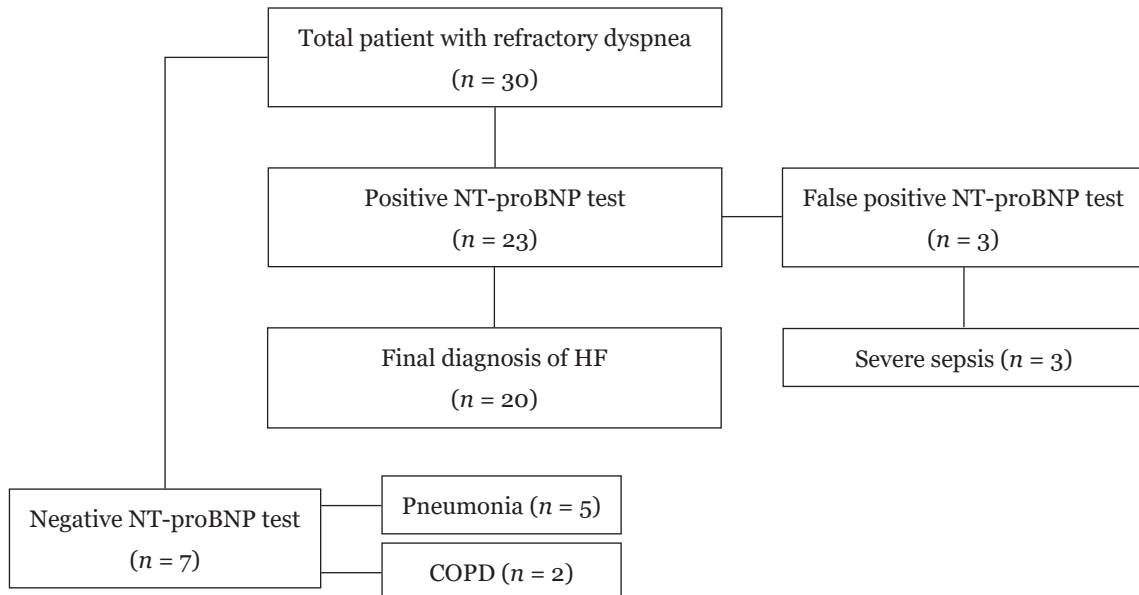 Total patient with refractory dyspnea
(n = 30)
Positive NT-proBNP test
(n = 23)
False positive NT-proBNP test
(n = 3)
Final diagnosis of HF
(n = 20)
Severe sepsis (n = 3)
Negative NT-proBNP test
(n = 7)
Pneumonia (n = 5)
COPD (n = 2)